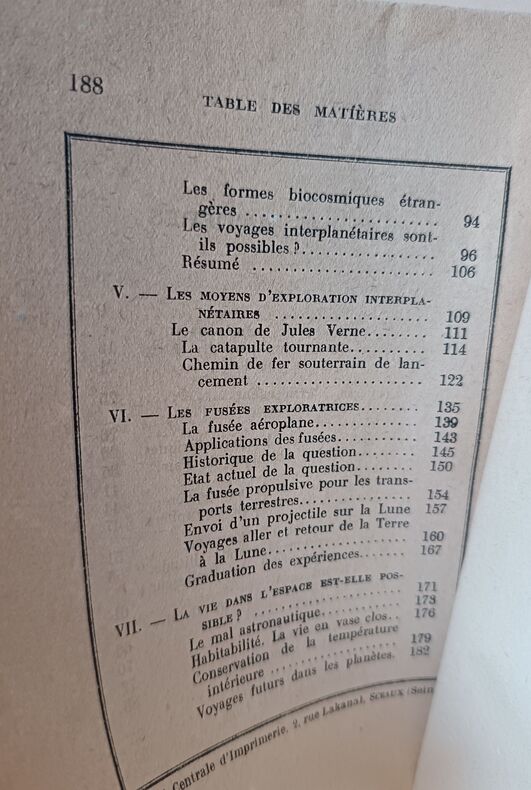 188
TABLE DES MATIÈRES
Les formes biocosmiques étran-
gères ........................ 94
Les voyages interplanétaires sont-
ils possibles ?................. 96
Résumé ....................... 106
V. — LES MOYENS D'EXPLORATION INTERPLA-
NÉTAIRES ................... 109
Le canon de Jules Verne........ 111
La catapulte tournante.......... 114
Chemin de fer souterrain de lan-
cement ...................... 122
VI. — LES FUSÉES EXPLORATRICES........ 135
La fusée aéroplane.............. 139
Applications des fusées........... 143
Historique de la question........ 145
Etat actuel de la question........ 150
La fusée propulsive pour les trans-
ports terrestres................ 154
Envoi d'un projectile sur la Lune 157
Voyages aller et retour de la Terre
à la Lune..................... 160
Graduation des expériences....... 167
VII. — LA VIE DANS L'ESPACE EST-ELLE POS-
SIBLE ? ..................... 171
Le mal astronautique............ 173
Habitabilité. La vie en vase clos.. 176
Conservation de la température
intérieure .................... 179
Voyages futurs dans les planètes. 182
Centrale d'Imprimerie, 2, rue Lakanal, SCEAUX (Sein